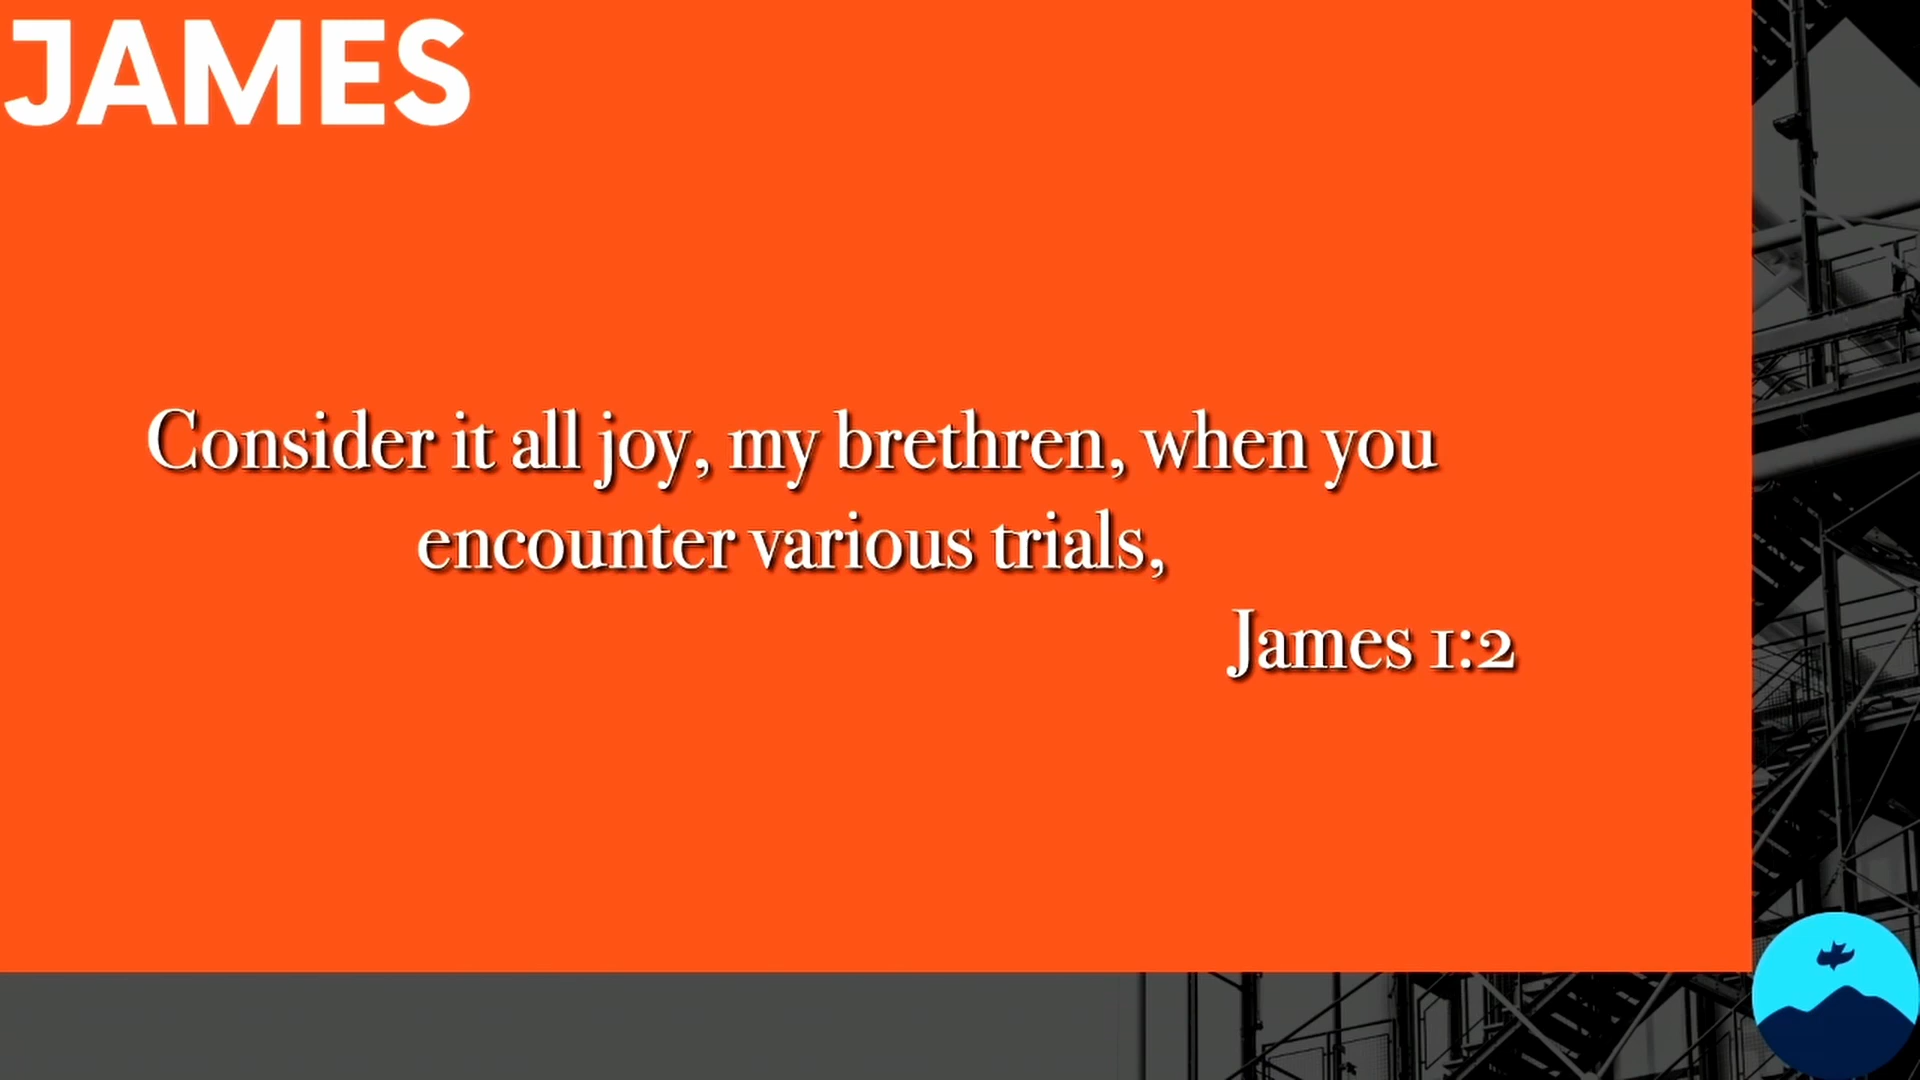 JAMES
Consider it all joy, my brethren, when you
encounter various trials,
James 1:2